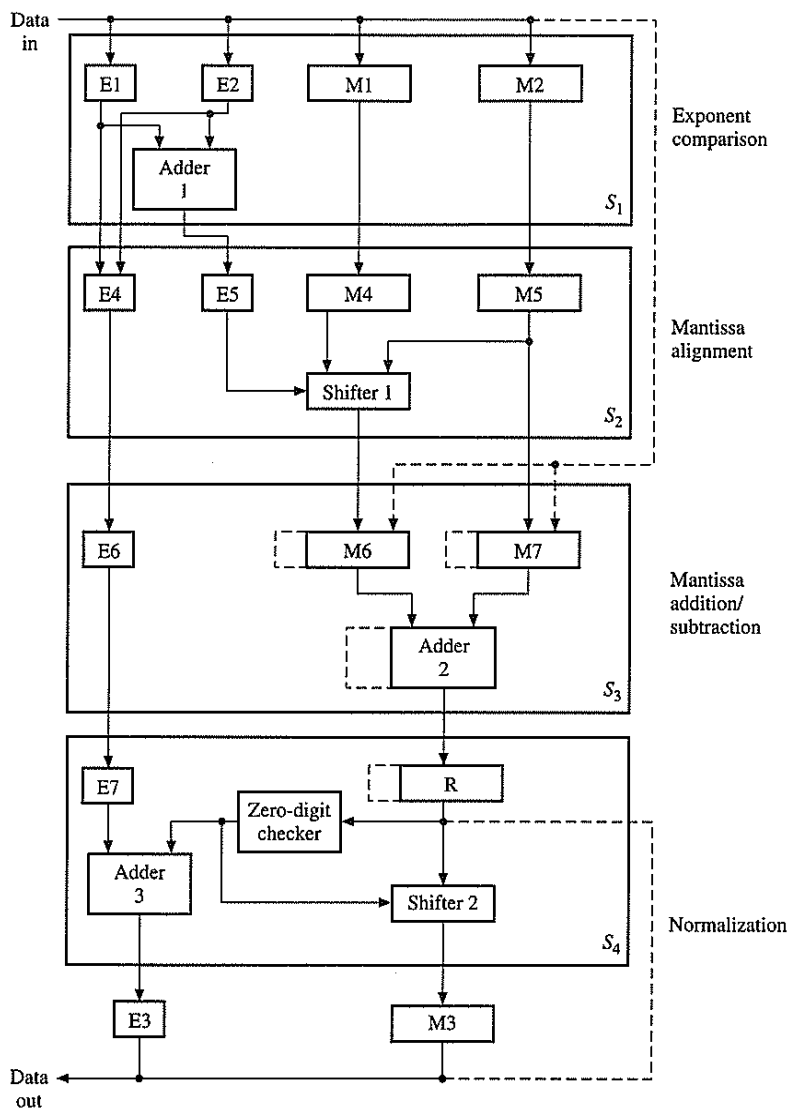 Data
in
E1
E2
M1
M2
Adder
1
S1
Exponent
comparison
E4
E5
M4
M5
Shifter 1
S2
Mantissa
alignment
E6
M6
M7
Adder
2
S3
Mantissa
addition/
subtraction
E7
R
Zero-digit
checker
Adder
3
Shifter 2
S4
Normalization
E3
M3
Data
out